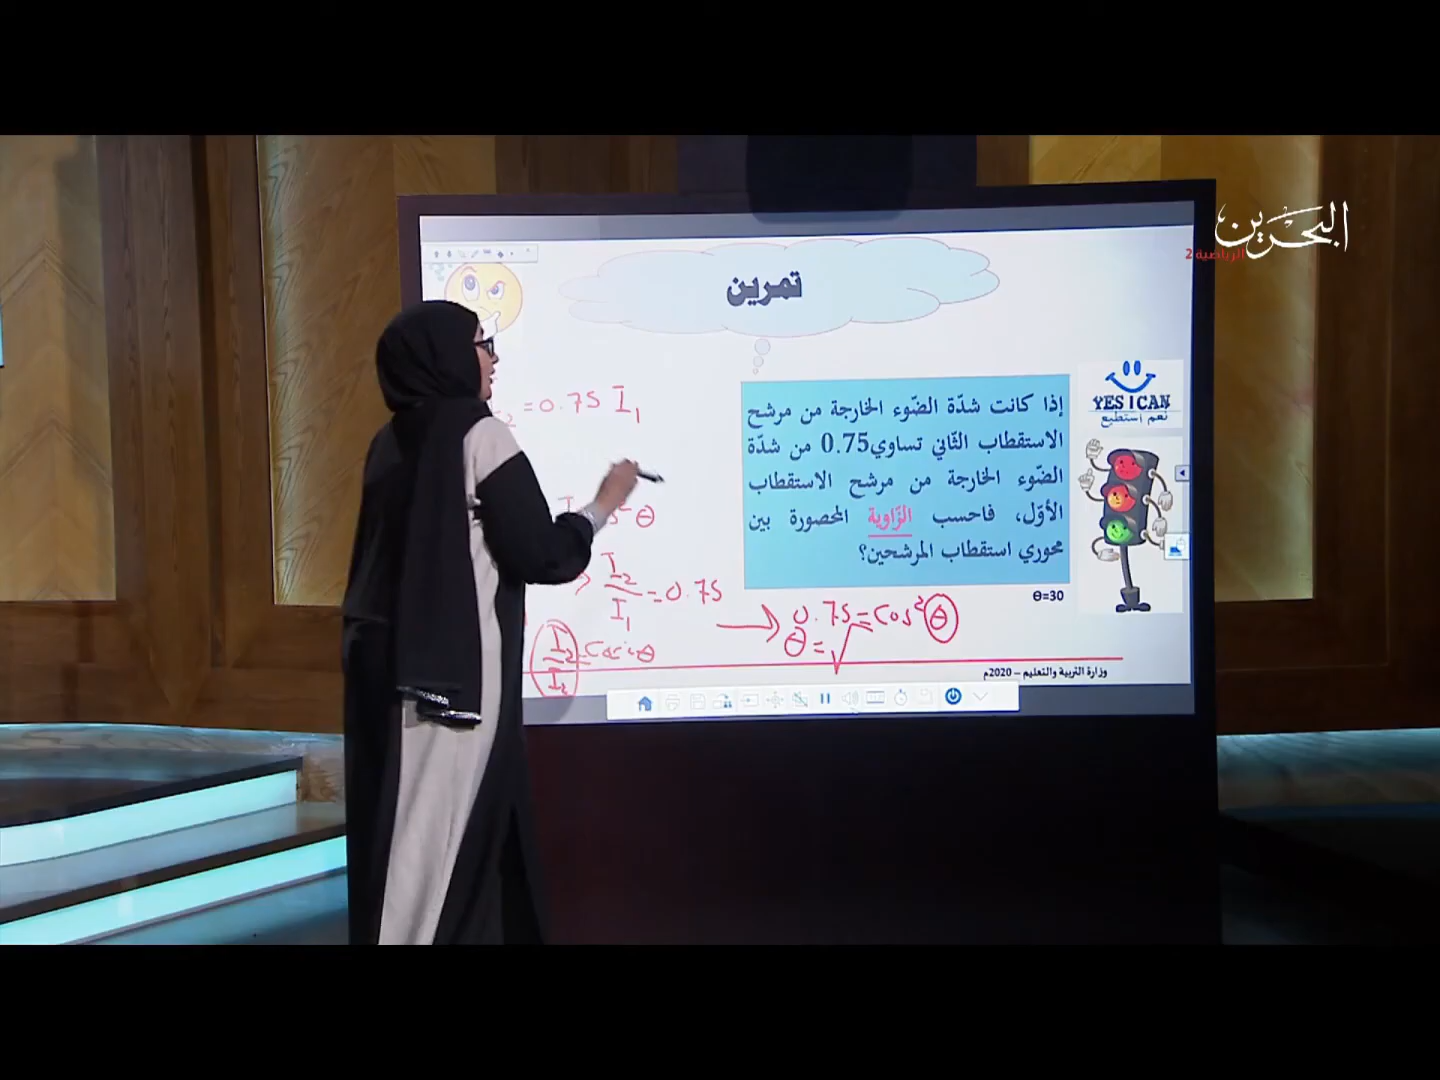 البحرين
الرياضية 2
تمرين
إذا كانت شدّة الضّوء الخارجة من مرشح
الاستقطاب الثّاني تساوي0.75 من شدّة
الضّوء الخارجة من مرشح الاستقطاب
الأوّل، فاحسب الزّاوية المحصورة بين
محوري استقطاب المرشحين؟
YES I CAN
نعم أستطيع
θ=30
2 =0.75 I1
θ
I2/I1 =0.75
0.75=cos²θ
θ=√
I2
وزارة التربية والتعليم – 2020م